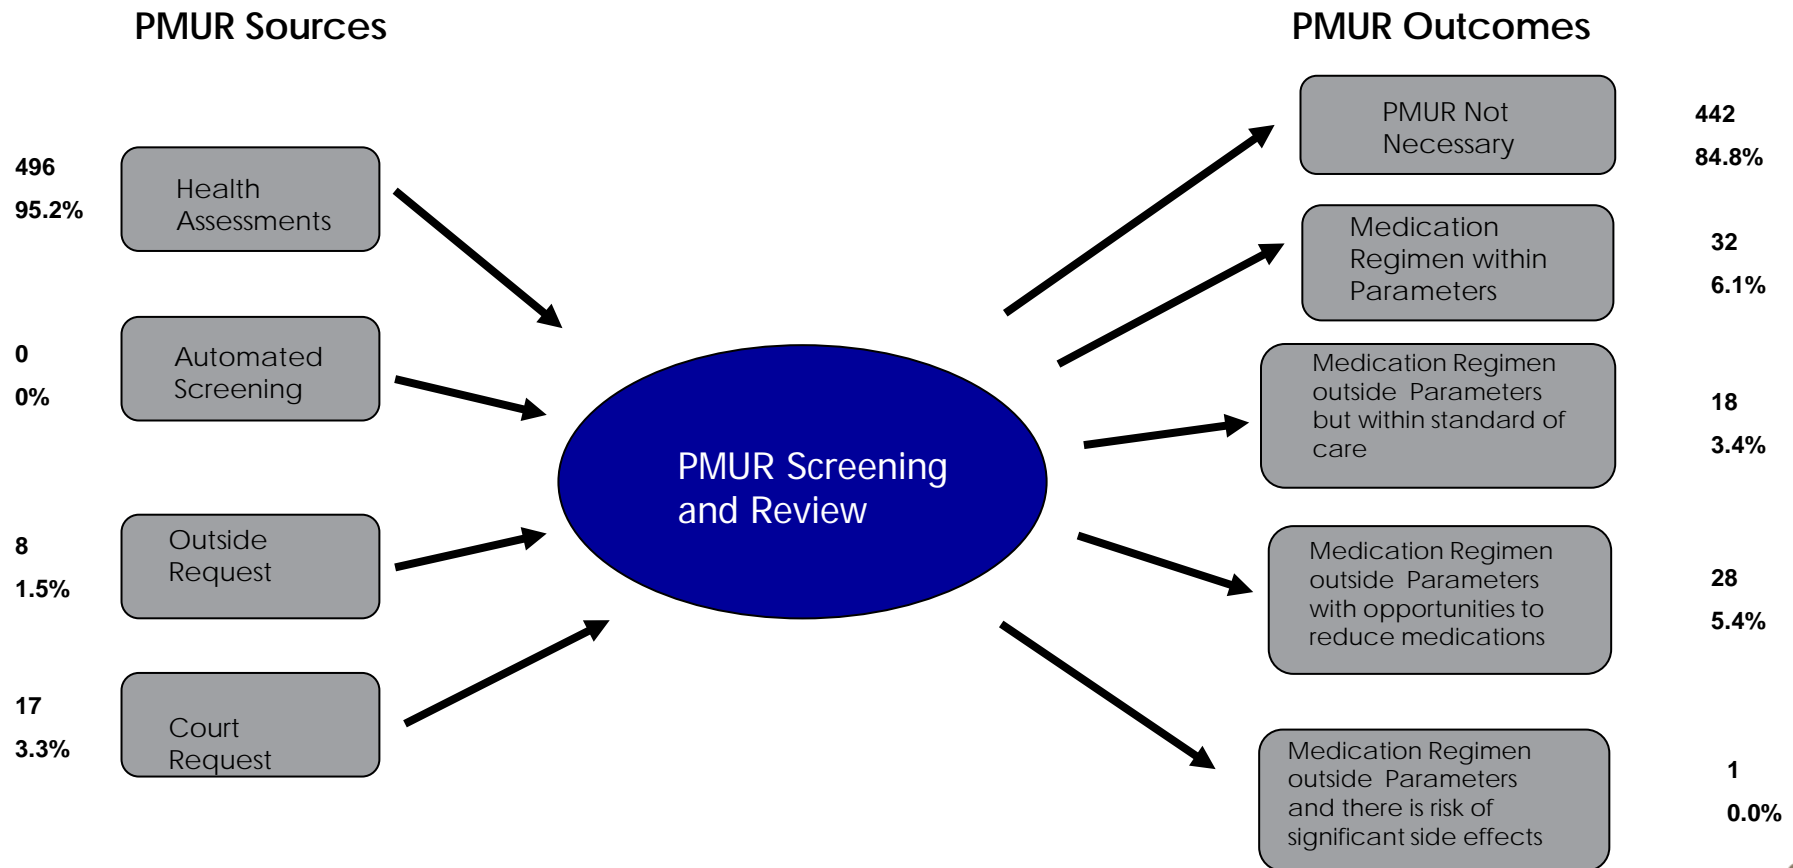 PMUR Sources
496
95.2%
Health
Assessments
0
0%
Automated
Screening
8
1.5%
Outside
Request
17
3.3%
Court
Request
PMUR Screening
and Review
PMUR Outcomes
PMUR Not
Necessary
442
84.8%
Medication
Regimen within
Parameters
32
6.1%
Medication Regimen
outside Parameters
but within standard of
care
18
3.4%
Medication Regimen
outside Parameters
with opportunities to
reduce medications
28
5.4%
Medication Regimen
outside Parameters
and there is risk of
significant side effects
1
0.0%